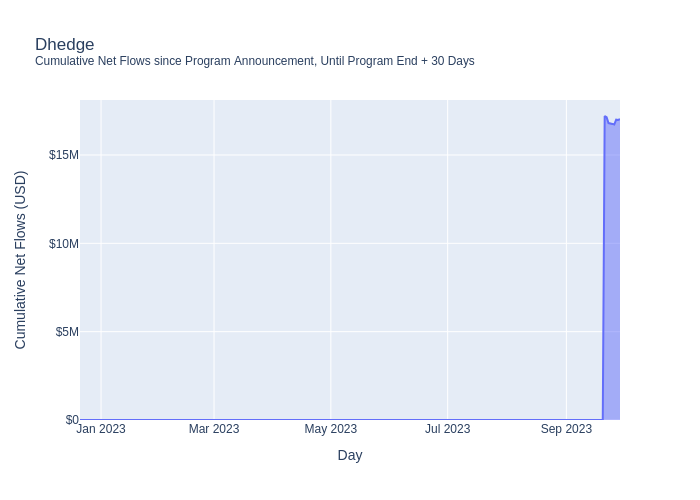 Dhedge
Cumulative Net Flows since Program Announcement, Until Program End + 30 Days
Cumulative Net Flows (USD)
$15M
$10M
$5M
$0
Jan 2023
Mar 2023
May 2023
Jul 2023
Sep 2023
Day